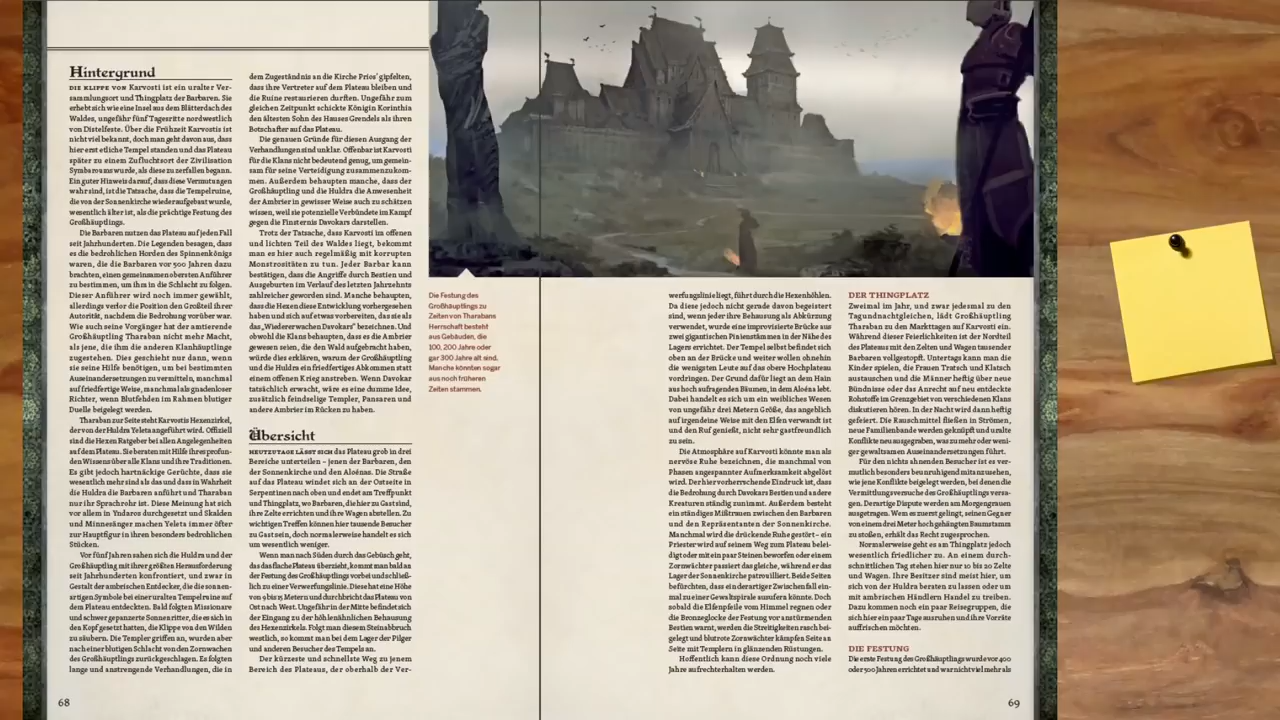 Hintergrund
DIE KLIPPE VON Karvosti ist ein uralter Ver-
sammlungsort und Thingplatz der Barbaren. Sie
erhebt sich wie eine Insel aus dem Blätterdach des
Waldes, ungefähr fünf Tagesritte nordwestlich
von Distelfeste. Über die Frühzeit Karvostis ist
nicht viel bekannt, doch man geht davon aus, dass
hier erst etliche Tempel standen und das Plateau
später zu einem Zufluchtsort der Zivilisation
Symbaroums wurde, als diese zu zerfallen begann.
Ein guter Hinweis darauf, dass diese Vermutungen
wahr sind, ist die Tatsache, dass die Tempelruine,
die von der Sonnenkirche wiederaufgebaut wurde,
wesentlich älter ist, als die prächtige Festung des
Großhäuptlings.
Die Barbaren nutzen das Plateau auf jeden Fall
seit Jahrhunderten. Die Legenden besagen, dass
es die bedrohlichen Horden des Spinnenkönigs
waren, die die Barbaren vor 500 Jahren dazu
brachten, einen gemeinsamen obersten Anführer
zu bestimmen, um ihm in die Schlacht zu folgen.
Dieser Anführer wird noch immer gewählt,
allerdings verlor die Position den Großteil ihrer
Autorität, nachdem die Bedrohung vorüber war.
Wie auch seine Vorgänger hat der amtierende
Großhäuptling Tharaban nicht mehr Macht,
als jene, die ihm die anderen Klanhäuptlinge
zugestehen. Dies geschieht nur dann, wenn
sie seine Hilfe benötigen, um bei bestimmten
Auseinandersetzungen zu vermitteln, manchmal
auf friedfertige Weise, manchmal als gnadenloser
Richter, wenn Blutfehden im Rahmen blutiger
Duelle beigelegt werden.
Tharaban zur Seite steht Karvostis Hexenzirkel,
der von der Huldra Yeleta angeführt wird. Offiziell
sind die Hexen Ratgeber bei allen Angelegenheiten
auf dem Plateau. Sie beraten mit Hilfe ihres profun-
den Wissens über alle Klans und ihre Traditionen.
Es gibt jedoch hartnäckige Gerüchte, dass sie
wesentlich mehr sind als das und dass in Wahrheit
die Huldra die Barbaren anführt und Tharaban
nur ihr Sprachrohr ist. Diese Meinung hat sich
vor allem in Yndaros durchgesetzt und Skalden
und Minnesänger machen Yeleta immer öfter
zur Hauptfigur in ihren besonders bedrohlichen
Stücken.
Vor fünf Jahren sahen sich die Huldra und der
Großhäuptling mit ihrer größten Herausforderung
seit Jahrhunderten konfrontiert, und zwar in
Gestalt der ambrischen Entdecker, die die sonnen-
artigen Symbole bei einer uralten Tempelruine auf
dem Plateau entdeckten. Bald folgten Missionare
und schwer gepanzerte Sonnenritter, die es sich in
den Kopf gesetzt hatten, die Klippe von den Wilden
zu säubern. Die Templer griffen an, wurden aber
nach einer blutigen Schlacht von den Zornwachen
des Großhäuptlings zurückgeschlagen. Es folgten
lange und anstrengende Verhandlungen, die in
dem Zugeständnis an die Kirche Prios' gipfelten,
dass ihre Vertreter auf dem Plateau bleiben und
die Ruine restaurieren durften. Ungefähr zum
gleichen Zeitpunkt schickte Königin Korinthia
den ältesten Sohn des Hauses Grendels als ihren
Botschafter auf das Plateau.
Die genauen Gründe für diesen Ausgang der
Verhandlungen sind unklar. Offenbar ist Karvosti
für die Klans nicht bedeutend genug, um gemein-
sam für seine Verteidigung zusammenzukom-
men. Außerdem behaupten manche, dass der
Großhäuptling und die Huldra die Anwesenheit
der Ambrier in gewisser Weise auch zu schätzen
wissen, weil sie potenzielle Verbündete im Kampf
gegen die Finsternis Davokars darstellen.
Trotz der Tatsache, dass Karvosti im offenen
und lichten Teil des Waldes liegt, bekommt
man es hier auch regelmäßig mit korrupten
Monstrositäten zu tun. Jeder Barbar kann
bestätigen, dass die Angriffe durch Bestien und
Ausgeburten im Verlauf des letzten Jahrzehnts
zahlreicher geworden sind. Manche behaupten,
dass die Hexen diese Entwicklung vorhergesehen
haben und sich auf etwas vorbereiten, das sie als
das „Wiedererwachen Davokars" bezeichnen. Und
obwohl die Klans behaupten, dass es die Ambrier
gewesen seien, die den Wald aufgebracht haben,
würde dies erklären, warum der Großhäuptling
und die Huldra ein friedfertiges Abkommen statt
einem offenen Krieg anstreben. Wenn Davokar
tatsächlich erwacht, wäre es eine dumme Idee,
zusätzlich feindselige Templer, Pansaren und
andere Ambrier im Rücken zu haben.
Übersicht
HEUTZUTAGE LÄSST SICH das Plateau grob in drei
Bereiche unterteilen – jenen der Barbaren, den
der Sonnenkirche und den Aloénas. Die Straße
auf das Plateau windet sich an der Ostseite in
Serpentinen nach oben und endet am Treffpunkt
und Thingplatz, wo Barbaren, die hier zu Gast sind,
ihre Zelte errichten und ihre Wagen abstellen. Zu
wichtigen Treffen können hier tausende Besucher
zu Gast sein, doch normalerweise handelt es sich
um wesentlich weniger.
Wenn man nach Süden durch das Gebüsch geht,
das das flache Plateau überzieht, kommt man bald an
der Festung des Großhäuptlings vorbei und schließ-
lich zu einer Verwerfungslinie. Diese hat eine Höhe
von 9 bis 15 Metern und durchbricht das Plateau von
Ost nach West. Ungefähr in der Mitte befindet sich
der Eingang zu der höhlenähnlichen Behausung
des Hexenzirkels. Folgt man diesem Steinabbruch
westlich, so kommt man bei dem Lager der Pilger
und anderen Besucher des Tempels an.
Der kürzeste und schnellste Weg zu jenem
Bereich des Plateaus, der oberhalb der Ver-
68
Die Festung des
Großhäuptlings zu
Zeiten von Tharabans
Herrschaft besteht
aus Gebäuden, die
100, 200 Jahre oder
gar 300 Jahre alt sind.
Manche könnten sogar
aus noch früheren
Zeiten stammen.
werfungslinie liegt, führt durch die Hexenhöhlen.
Da diese jedoch nicht gerade davon begeistert
sind, wenn jeder ihre Behausung als Abkürzung
verwendet, wurde eine improvisierte Brücke aus
zwei gigantischen Pinienstämmen in der Nähe des
Lagers errichtet. Der Tempel selbst befindet sich
oben an der Brücke und weiter wollen ohnehin
die wenigsten Leute auf das obere Hochplateau
vordringen. Der Grund dafür liegt an dem Hain
aus hoch aufragenden Bäumen, in dem Aloéna lebt.
Dabei handelt es sich um ein weibliches Wesen
von ungefähr drei Metern Größe, das angeblich
auf irgendeine Weise mit den Elfen verwandt ist
und den Ruf genießt, nicht sehr gastfreundlich
zu sein.
Die Atmosphäre auf Karvosti könnte man als
nervöse Ruhe bezeichnen, die manchmal von
Phasen angespannter Aufmerksamkeit abgelöst
wird. Der hier vorherrschende Eindruck ist, dass
die Bedrohung durch Davokars Bestien und andere
Kreaturen ständig zunimmt. Außerdem besteht
ein ständiges Mißtrauen zwischen den Barbaren
und den Repräsentanten der Sonnenkirche.
Manchmal wird die drückende Ruhe gestört – ein
Priester wird auf seinem Weg zum Plateau belei-
digt oder mit ein paar Steinen beworfen oder einem
Zornwächter passiert das gleiche, während er das
Lager der Sonnenkirche patrouilliert. Beide Seiten
befürchten, dass ein derartiger Zwischenfall ein-
mal zu einer Gewaltspirale ausufern könnte. Doch
sobald die Elfenpfeile vom Himmel regnen oder
die Bronzeglocke der Festung vor anstürmenden
Bestien warnt, werden die Streitigkeiten rasch bei-
gelegt und blutrote Zornwächter kämpfen Seite an
Seite mit Templern in glänzenden Rüstungen.
Hoffentlich kann diese Ordnung noch viele
Jahre aufrechterhalten werden.
DER THINGPLATZ
Zweimal im Jahr, und zwar jedesmal zu den
Tagundnachtgleichen, lädt Großhäuptling
Tharaban zu den Markttagen auf Karvosti ein.
Während dieser Feierlichkeiten ist der Nordteil
des Plateaus mit den Zelten und Wagen tausender
Barbaren vollgestopft. Untertags kann man die
Kinder spielen, die Frauen Tratsch und Klatsch
austauschen und die Männer heftig über neue
Bündnisse oder das Anrecht auf neu entdeckte
Rohstoffe im Grenzgebiet von verschiedenen Klans
diskutieren hören. In der Nacht wird dann heftig
gefeiert. Die Rauschmittel fließen in Strömen,
neue Familienbande werden geknüpft und uralte
Konflikte neu ausgegraben, was zu mehr oder weni-
ger gewaltsamen Auseinandersetzungen führt.
Für den nichts ahnenden Besucher ist es ver-
mutlich besonders beunruhigend mitanzusehen,
wie jene Konflikte beigelegt werden, bei denen die
Vermittlungsversuche des Großhäuptlings versa-
gen. Derartige Dispute werden am Morgengrauen
ausgetragen. Wem es zuerst gelingt, seinen Gegner
von einem drei Meter hoch gehängten Baumstamm
zu stoßen, erhält das Recht zugesprochen.
Normalerweise geht es am Thingplatz jedoch
wesentlich friedlicher zu. An einem durch-
schnittlichen Tag stehen hier nur 10 bis 20 Zelte
und Wagen. Ihre Besitzer sind meist hier, um
sich von der Huldra beraten zu lassen oder um
mit ambrischen Händlern Handel zu treiben.
Dazu kommen noch ein paar Reisegruppen, die
sich hier ein paar Tage ausruhen und ihre Vorräte
auffrischen möchten.
DIE FESTUNG
Die erste Festung des Großhäuptlings wurde vor 400
oder 500 Jahren errichtet und war nicht viel mehr als
69